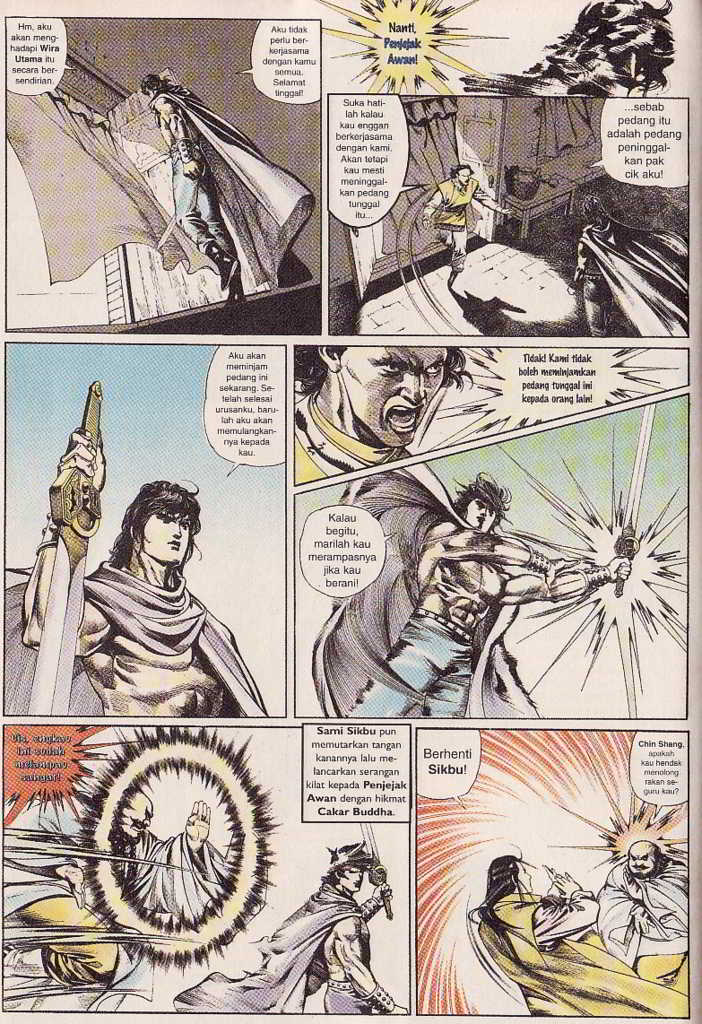 Hm, aku
akan meng-
hadapi Wira
Utama itu
secara ber-
sendirian.
Aku tidak
perlu ber-
kerjasama
dengan kamu
semua.
Selamat
tinggal!
Nanti,
Penjejak
Awan!
Suka hati-
lah kalau
kau enggan
berkerjasama
dengan kami.
Akan tetapi
kau mesti
meninggal-
kan pedang
tunggal
itu...
...sebab
pedang itu
adalah pedang
peninggal-
kan pak
cik aku!
Aku akan
meminjam
pedang ini
sekarang. Se-
telah selesai
urusanku, baru-
lah aku akan
memulangkan-
nya kepada
kau.
Tidak! Kami tidak
boleh meminjamkan
pedang tunggal ini
kepada orang lain!
Kalau
begitu,
marilah kau
merampasnya
jika kau
berani!
Cis, engkau
ini sudah
melampau
sangat!
Sami Sikbu pun
memutarkan tangan
kanannya lalu me-
lancarkan serangan
kilat kepada Penjejak
Awan dengan hikmat
Cakar Buddha.
Berhenti
Sikbu!
Chin Shang,
apakah
kau hendak
menolong
rakan se-
guru kau?